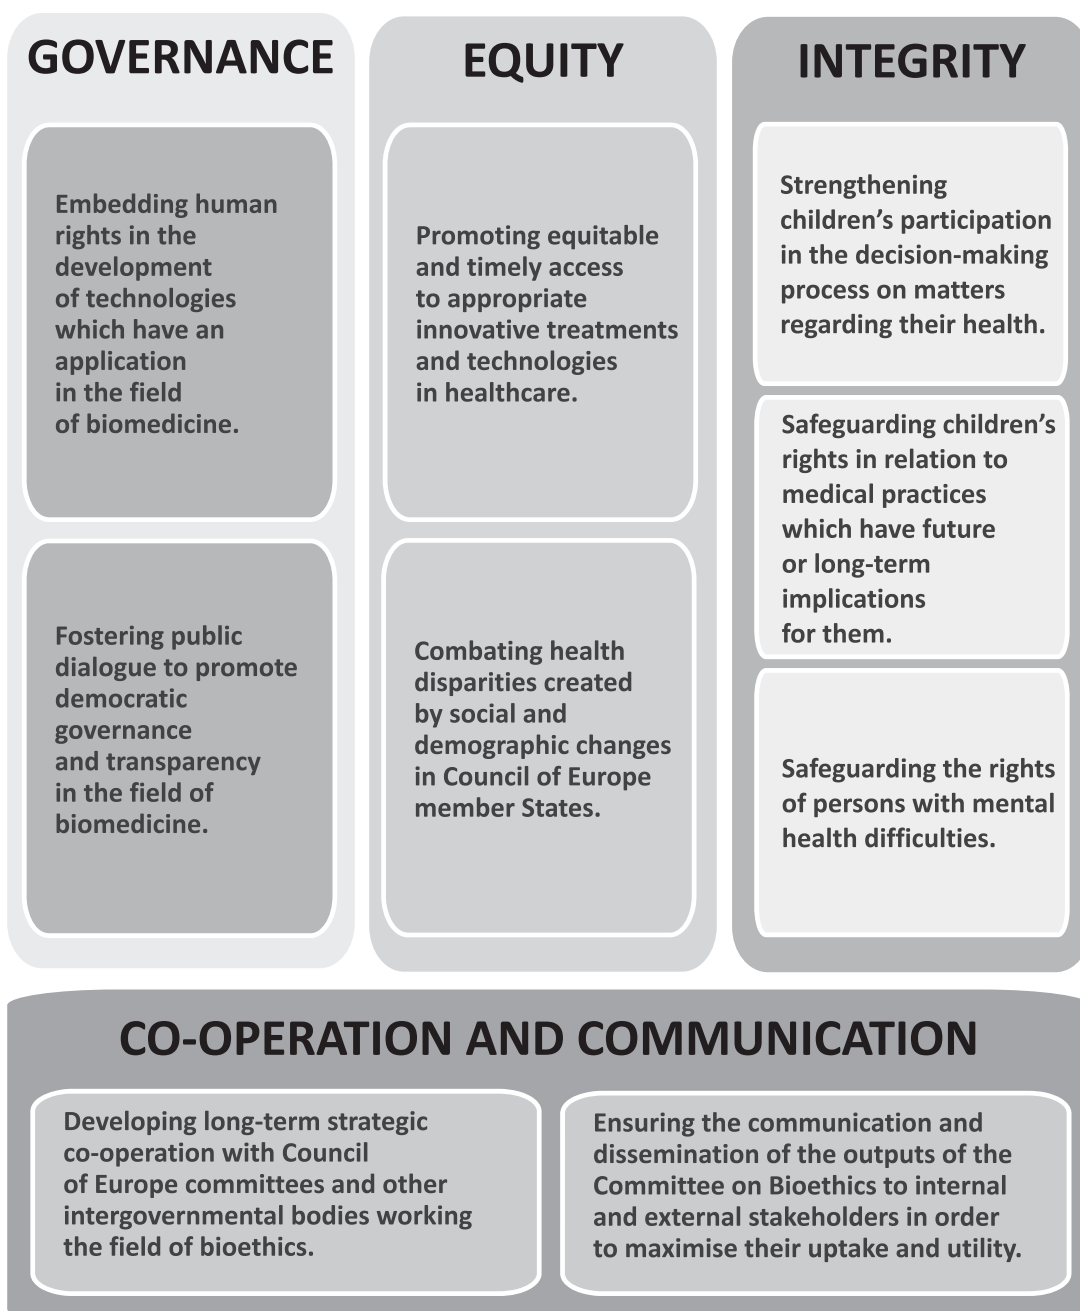 GOVERNANCE
Embedding human
rights in the
development
of technologies
which have an
application
in the field
of biomedicine.
Fostering public
dialogue to promote
democratic
governance
and transparency
in the field of
biomedicine.
EQUITY
Promoting equitable
and timely access
to appropriate
innovative treatments
and technologies
in healthcare.
Combating health
disparities created
by social and
demographic changes
in Council of Europe
member States.
INTEGRITY
Strengthening
children’s participation
in the decision-making
process on matters
regarding their health.
Safeguarding children’s
rights in relation to
medical practices
which have future
or long-term
implications
for them.
Safeguarding the rights
of persons with mental
health difficulties.
CO-OPERATION AND COMMUNICATION
Developing long-term strategic
co-operation with Council
of Europe committees and other
intergovernmental bodies working
the field of bioethics.
Ensuring the communication and
dissemination of the outputs of the
Committee on Bioethics to internal
and external stakeholders in order
to maximise their uptake and utility.